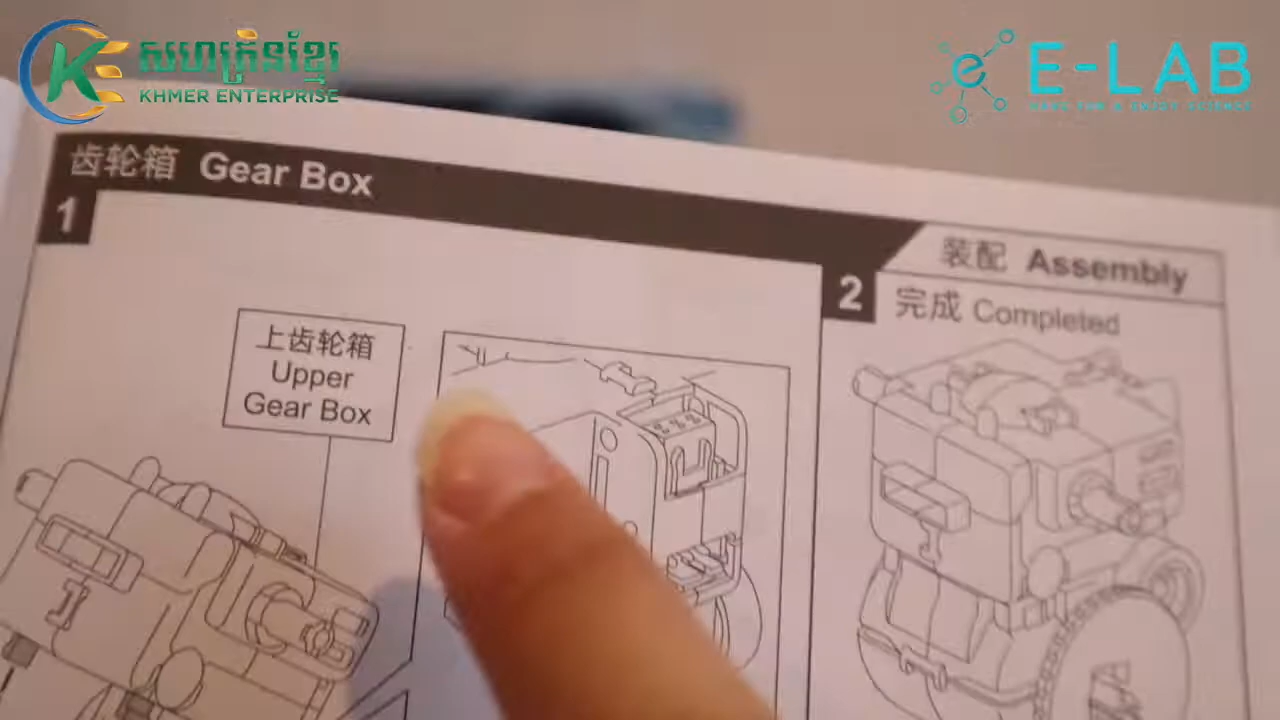 សហគ្រិនខ្មែរ
KHMER ENTERPRISE
E-LAB
齿轮箱 Gear Box
1
装配 Assembly
2
完成 Completed
上齿轮箱
Upper
Gear Box